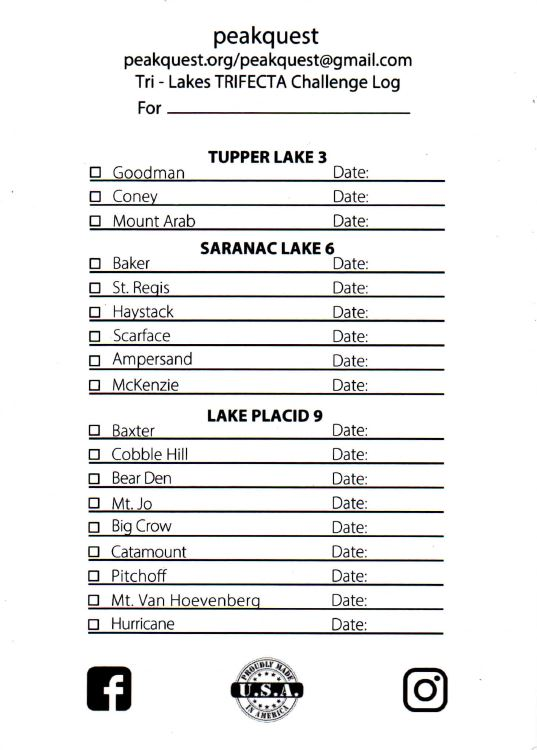 peakquest
peakquest.org/peakquest@gmail.com
Tri - Lakes TRIFECTA Challenge Log
For
TUPPER LAKE 3
Goodman Date:
Coney Date:
Mount Arab Date:
SARANAC LAKE 6
Baker Date:
St. Regis Date:
Haystack Date:
Scarface Date:
Ampersand Date:
McKenzie Date:
LAKE PLACID 9
Baxter Date:
Cobble Hill Date:
Bear Den Date:
Mt. Jo Date:
Big Crow Date:
Catamount Date:
Pitchoff Date:
Mt. Van Hoevenberg Date:
Hurricane Date:
PROUDLY MADE
U.S.A.
IN AMERICA